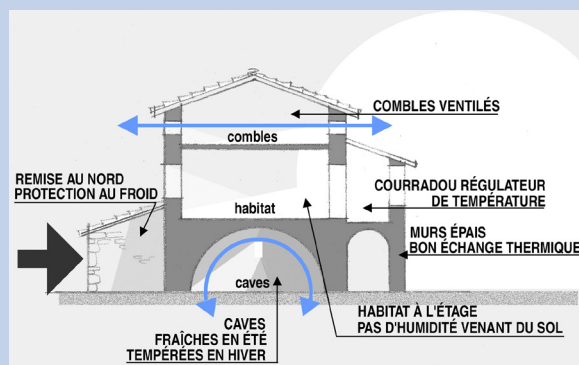 COMBLES VENTILÉS
combles
REMISE AU NORD
PROTECTION AU FROID
COURRADOU RÉGULATEUR
DE TEMPÉRATURE
habitat
MURS ÉPAIS
BON ÉCHANGE THERMIQUE
caves
HABITAT À L'ÉTAGE
PAS D'HUMIDITÉ VENANT DU SOL
CAVES
FRAÎCHES EN ÉTÉ
TEMPÉRÉES EN HIVER